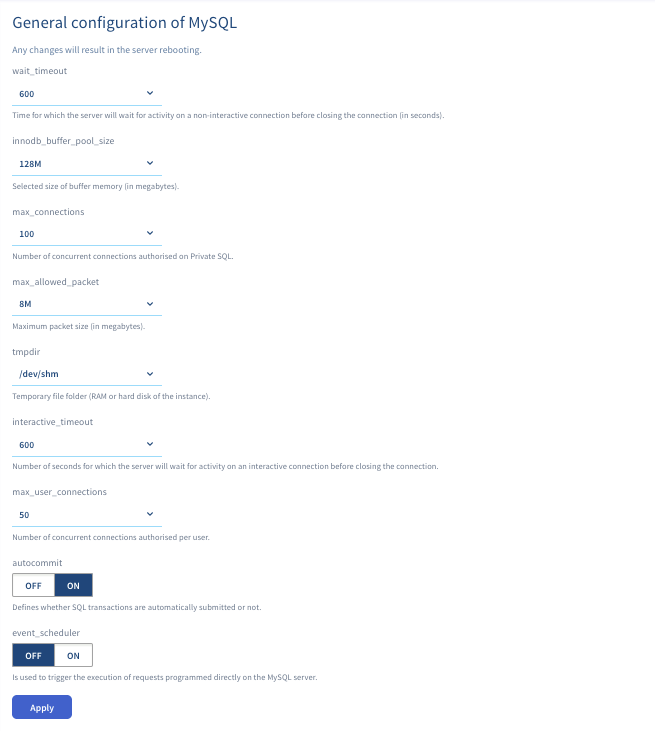 General configuration of MySQL
Any changes will result in the server rebooting.
wait_timeout
600
Time for which the server will wait for activity on a non-interactive connection before closing the connection (in seconds).
innodb_buffer_pool_size
128M
Selected size of buffer memory (in megabytes).
max_connections
100
Number of concurrent connections authorised on Private SQL.
max_allowed_packet
8M
Maximum packet size (in megabytes).
tmpdir
/dev/shm
Temporary file folder (RAM or hard disk of the instance).
interactive_timeout
600
Number of seconds for which the server will wait for activity on an interactive connection before closing the connection.
max_user_connections
50
Number of concurrent connections authorised per user.
autocommit
OFF ON
Defines whether SQL transactions are automatically submitted or not.
event_scheduler
OFF ON
Is used to trigger the execution of requests programmed directly on the MySQL server.
Apply